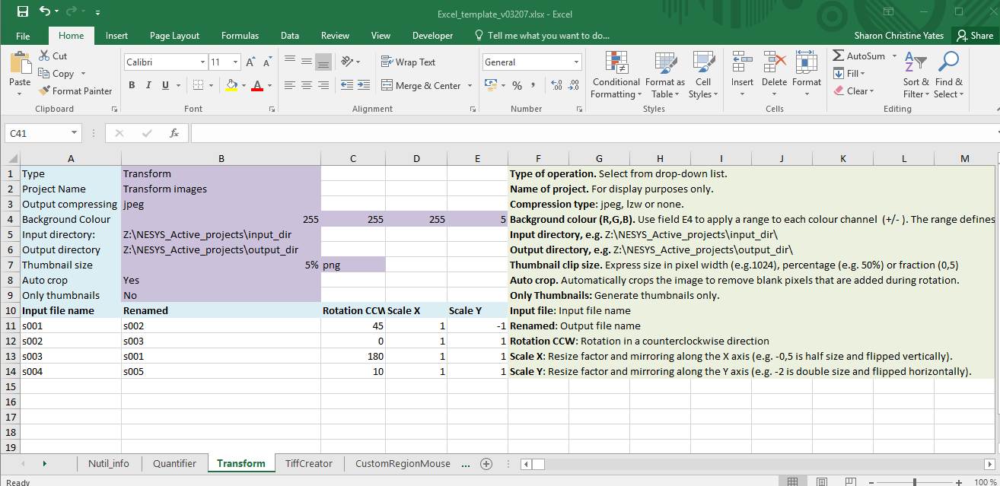 Excel_template_v03207.xlsx - Excel
File Home Insert Page Layout Formulas Data Review View Developer Tell me what you want to do... Sharon Christine Yates Share
Paste Cut Copy Format Painter
Calibri 11 Wrap Text General
B I U Merge & Center % ,
Conditional Formatting Format as Table Cell Styles Insert Delete Format AutoSum Fill Clear Sort & Filter Find & Select
Clipboard Font Alignment Number Styles Cells Editing
C41 fx
A B C D E F G H I J K L M
1 Type Transform Type of operation. Select from drop-down list.
2 Project Name Transform images Name of project. For display purposes only.
3 Output compressing jpeg Compression type: jpeg, lzw or none.
4 Background Colour 255 255 255 5 Background colour (R,G,B). Use field E4 to apply a range to each colour channel (+/- ). The range defines
5 Input directory: Z:\NESYS_Active_projects\input_dir Input directory, e.g. Z:\NESYS_Active_projects\input_dir\
6 Output directory Z:\NESYS_Active_projects\output_dir Output directory, e.g. Z:\NESYS_Active_projects\output_dir\
7 Thumbnail size 5% png Thumbnail clip size. Express size in pixel width (e.g.1024), percentage (e.g. 50%) or fraction (0,5)
8 Auto crop Yes Auto crop. Automatically crops the image to remove blank pixels that are added during rotation.
9 Only thumbnails No Only Thumbnails: Generate thumbnails only.
10 Input file name Renamed Rotation CCW Scale X Scale Y Input file: Input file name
11 s001 s002 45 1 -1 Renamed: Output file name
12 s002 s003 0 1 1 Rotation CCW: Rotation in a counterclockwise direction
13 s003 s001 180 1 1 Scale X: Resize factor and mirroring along the X axis (e.g. -0,5 is half size and flipped vertically).
14 s004 s005 10 1 1 Scale Y: Resize factor and mirroring along the Y axis (e.g. -2 is double size and flipped horizontally).
15
16
17
18
19
Nutil_info Quantifier Transform TiffCreator CustomRegionMouse ...
Ready 100 %